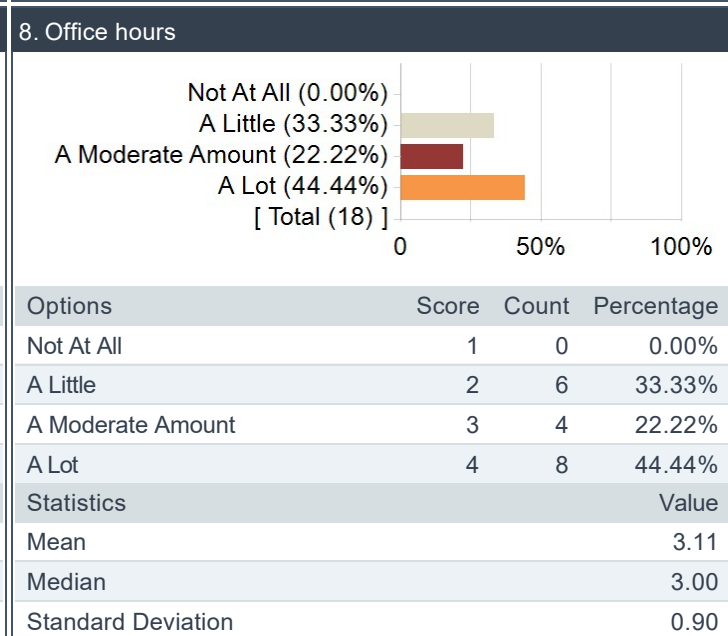 8. Office hours
Not At All (0.00%)
A Little (33.33%)
A Moderate Amount (22.22%)
A Lot (44.44%)
[ Total (18) ]
0 50% 100%
Options Score Count Percentage
Not At All 1 0 0.00%
A Little 2 6 33.33%
A Moderate Amount 3 4 22.22%
A Lot 4 8 44.44%
Statistics Value
Mean 3.11
Median 3.00
Standard Deviation 0.90